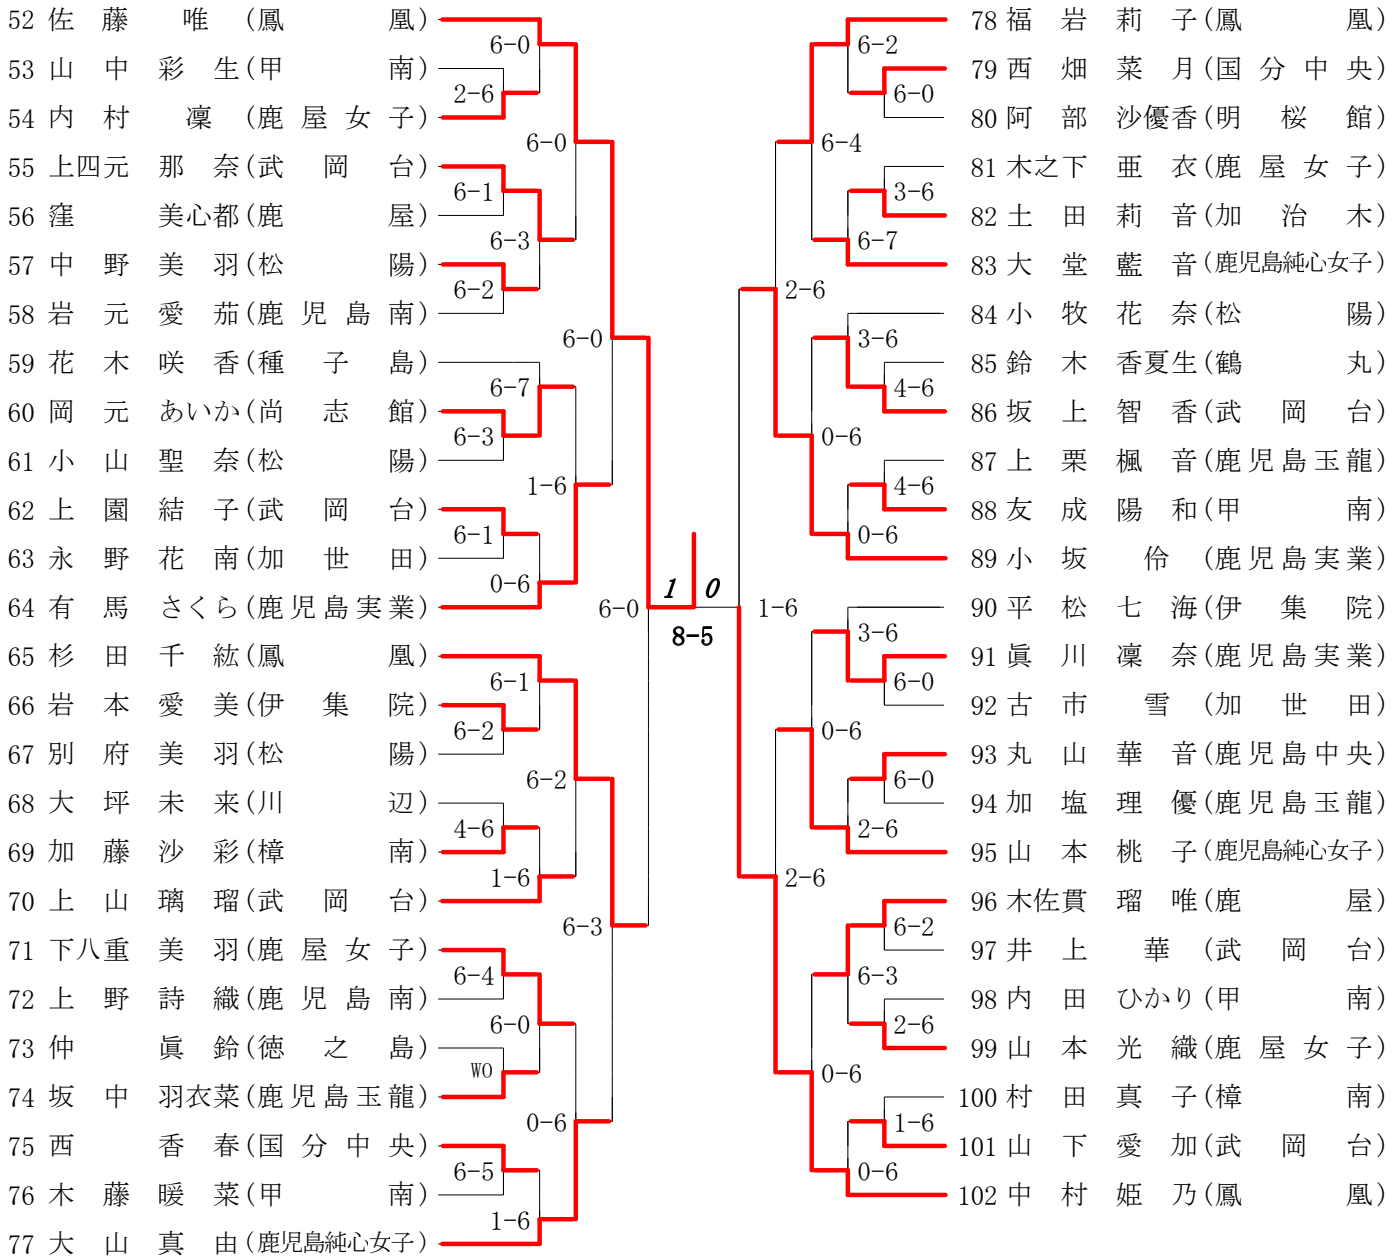 52 佐藤 唯 (鳳凰)
6-0
53 山中彩生 (甲南)
2-6
54 内村 凜 (鹿屋女子)
6-0
55 上四元 那奈 (武岡台)
6-1
56 窪 美心都 (鹿屋)
6-3
57 中野美羽 (松陽)
6-2
58 岩元愛茄 (鹿児島南)
6-0
59 花木咲香 (種子島)
6-7
60 岡元 あいか (尚志館)
6-3
61 小山聖奈 (松陽)
1-6
62 上園結子 (武岡台)
6-1
63 永野花南 (加世田)
0-6
64 有馬 さくら (鹿児島実業)
6-0
65 杉田千紘 (鳳凰)
6-1
66 岩本愛美 (伊集院)
6-2
67 別府美羽 (松陽)
6-2
68 大坪未来 (川辺)
4-6
69 加藤沙彩 (樟南)
1-6
70 上山璃瑠 (武岡台)
6-3
71 下八重 美羽 (鹿屋女子)
6-4
72 上野詩織 (鹿児島南)
6-0
73 仲 眞鈴 (徳之島)
WO
74 坂中 羽衣菜 (鹿児島玉龍)
0-6
75 西 香春 (国分中央)
6-5
76 木藤暖菜 (甲南)
1-6
77 大山真由 (鹿児島純心女子)
1 0
8-5
78 福岩莉子 (鳳凰)
6-2
79 西畑菜月 (国分中央)
6-0
80 阿部 沙優香 (明桜館)
6-4
81 木之下 亜衣 (鹿屋女子)
3-6
82 土田莉音 (加治木)
6-7
83 大堂藍音 (鹿児島純心女子)
2-6
84 小牧花奈 (松陽)
3-6
85 鈴木 香夏生 (鶴丸)
4-6
86 坂上智香 (武岡台)
0-6
87 上栗楓音 (鹿児島玉龍)
4-6
88 友成陽和 (甲南)
0-6
89 小坂 伶 (鹿児島実業)
1-6
90 平松七海 (伊集院)
3-6
91 眞川凜奈 (鹿児島実業)
6-0
92 古市 雪 (加世田)
0-6
93 丸山華音 (鹿児島中央)
6-0
94 加塩理優 (鹿児島玉龍)
2-6
95 山本桃子 (鹿児島純心女子)
2-6
96 木佐貫 瑠唯 (鹿屋)
6-2
97 井上 華 (武岡台)
6-3
98 内田 ひかり (甲南)
2-6
99 山本光織 (鹿屋女子)
0-6
100 村田真子 (樟南)
1-6
101 山下愛加 (武岡台)
0-6
102 中村姫乃 (鳳凰)